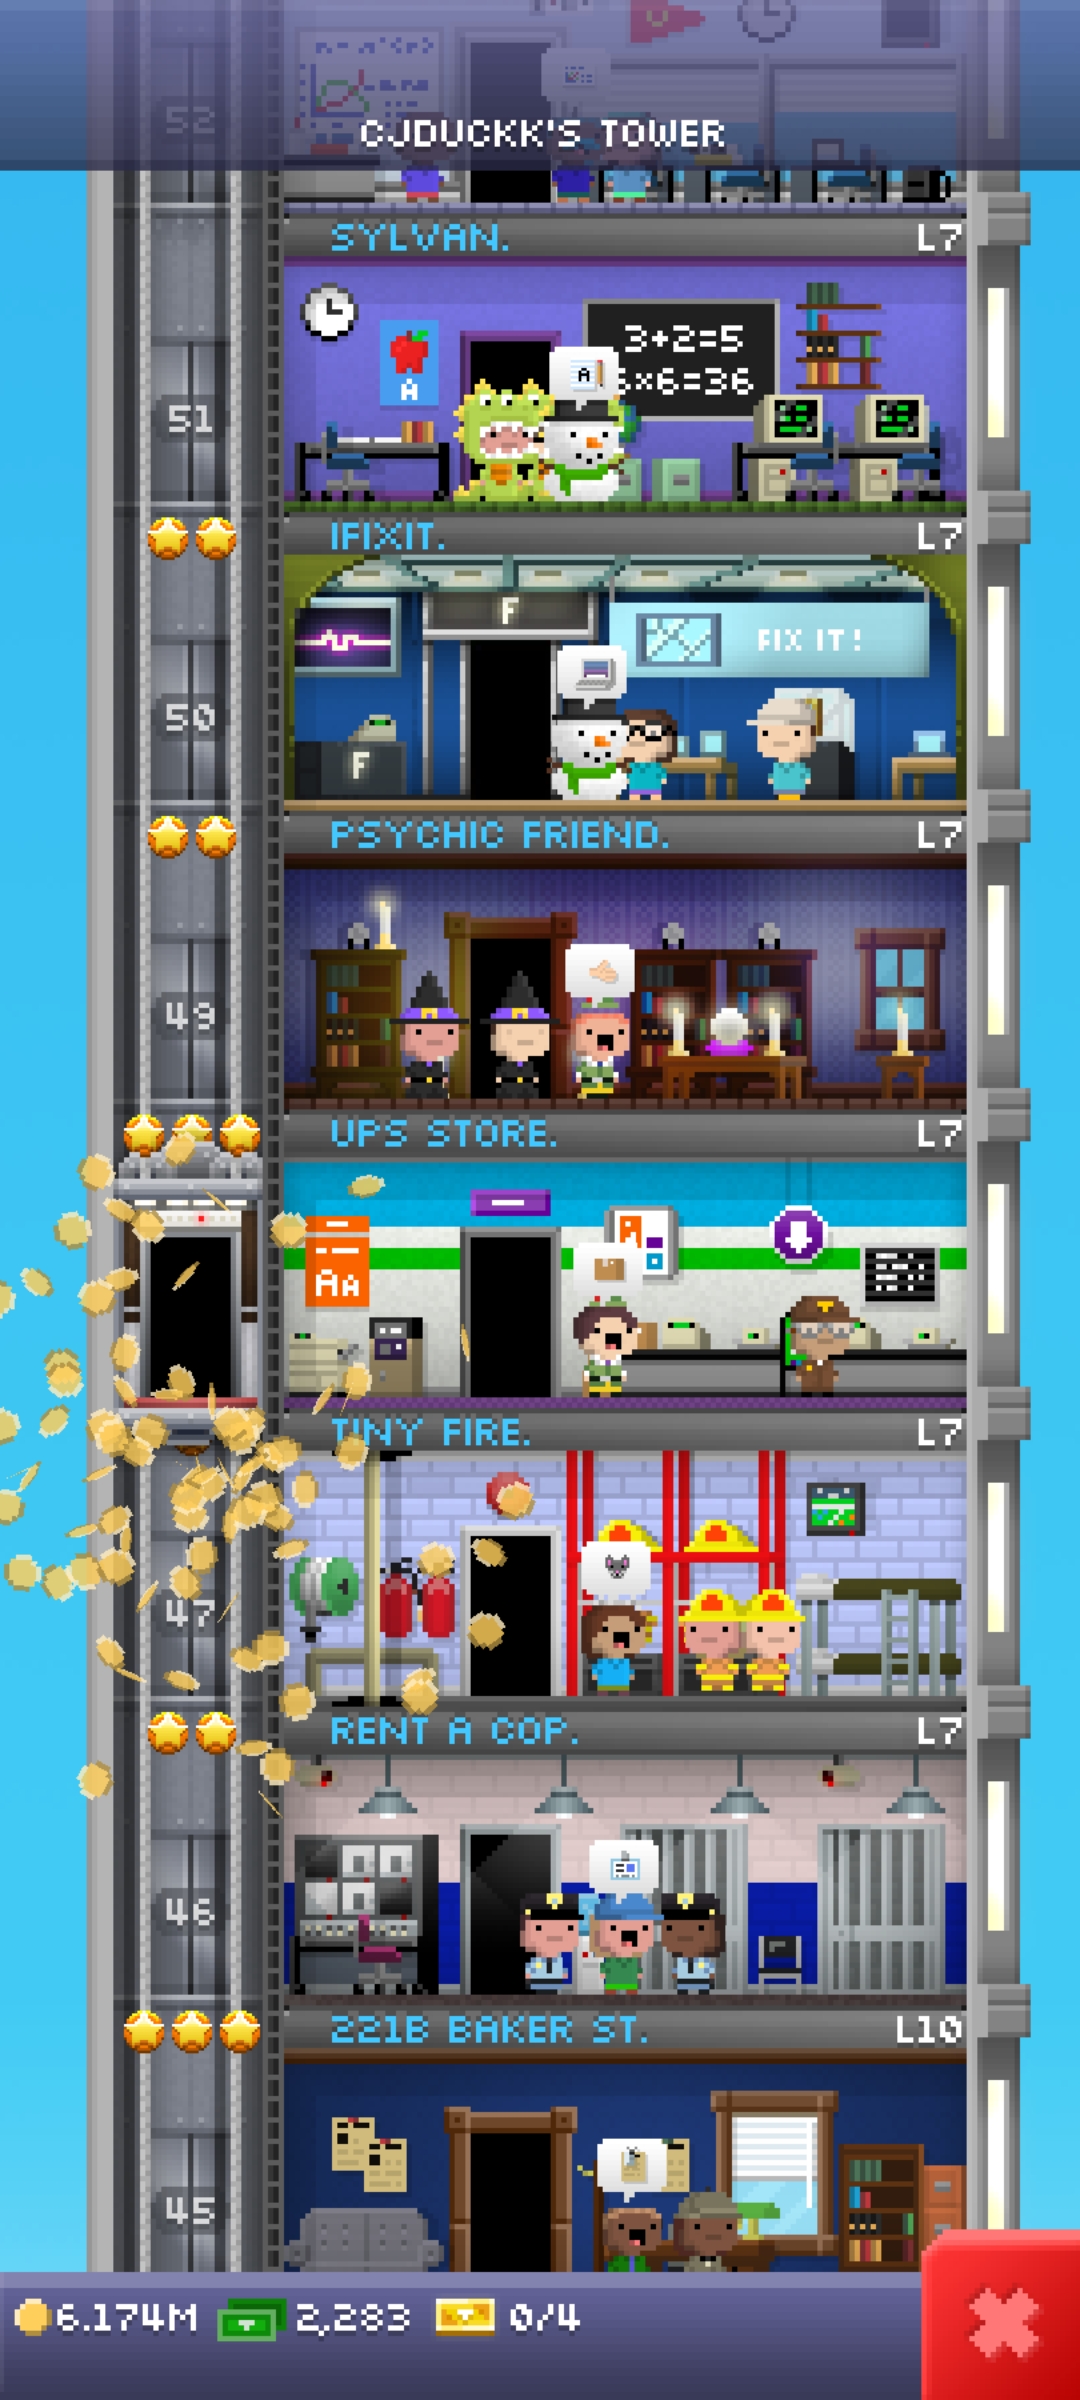 52
CJDUCKK'S TOWER
SYLVAN.
L7
A
3+2=5
6x6=36
A
51
IFIXIT.
L7
F
FIX IT!
F
50
PSYCHIC FRIEND.
L7
49
UPS STORE.
L7
AA
TINY FIRE.
L7
47
RENT A COP.
L7
46
221B BAKER ST.
L10
45
6.174M
2,283
0/4